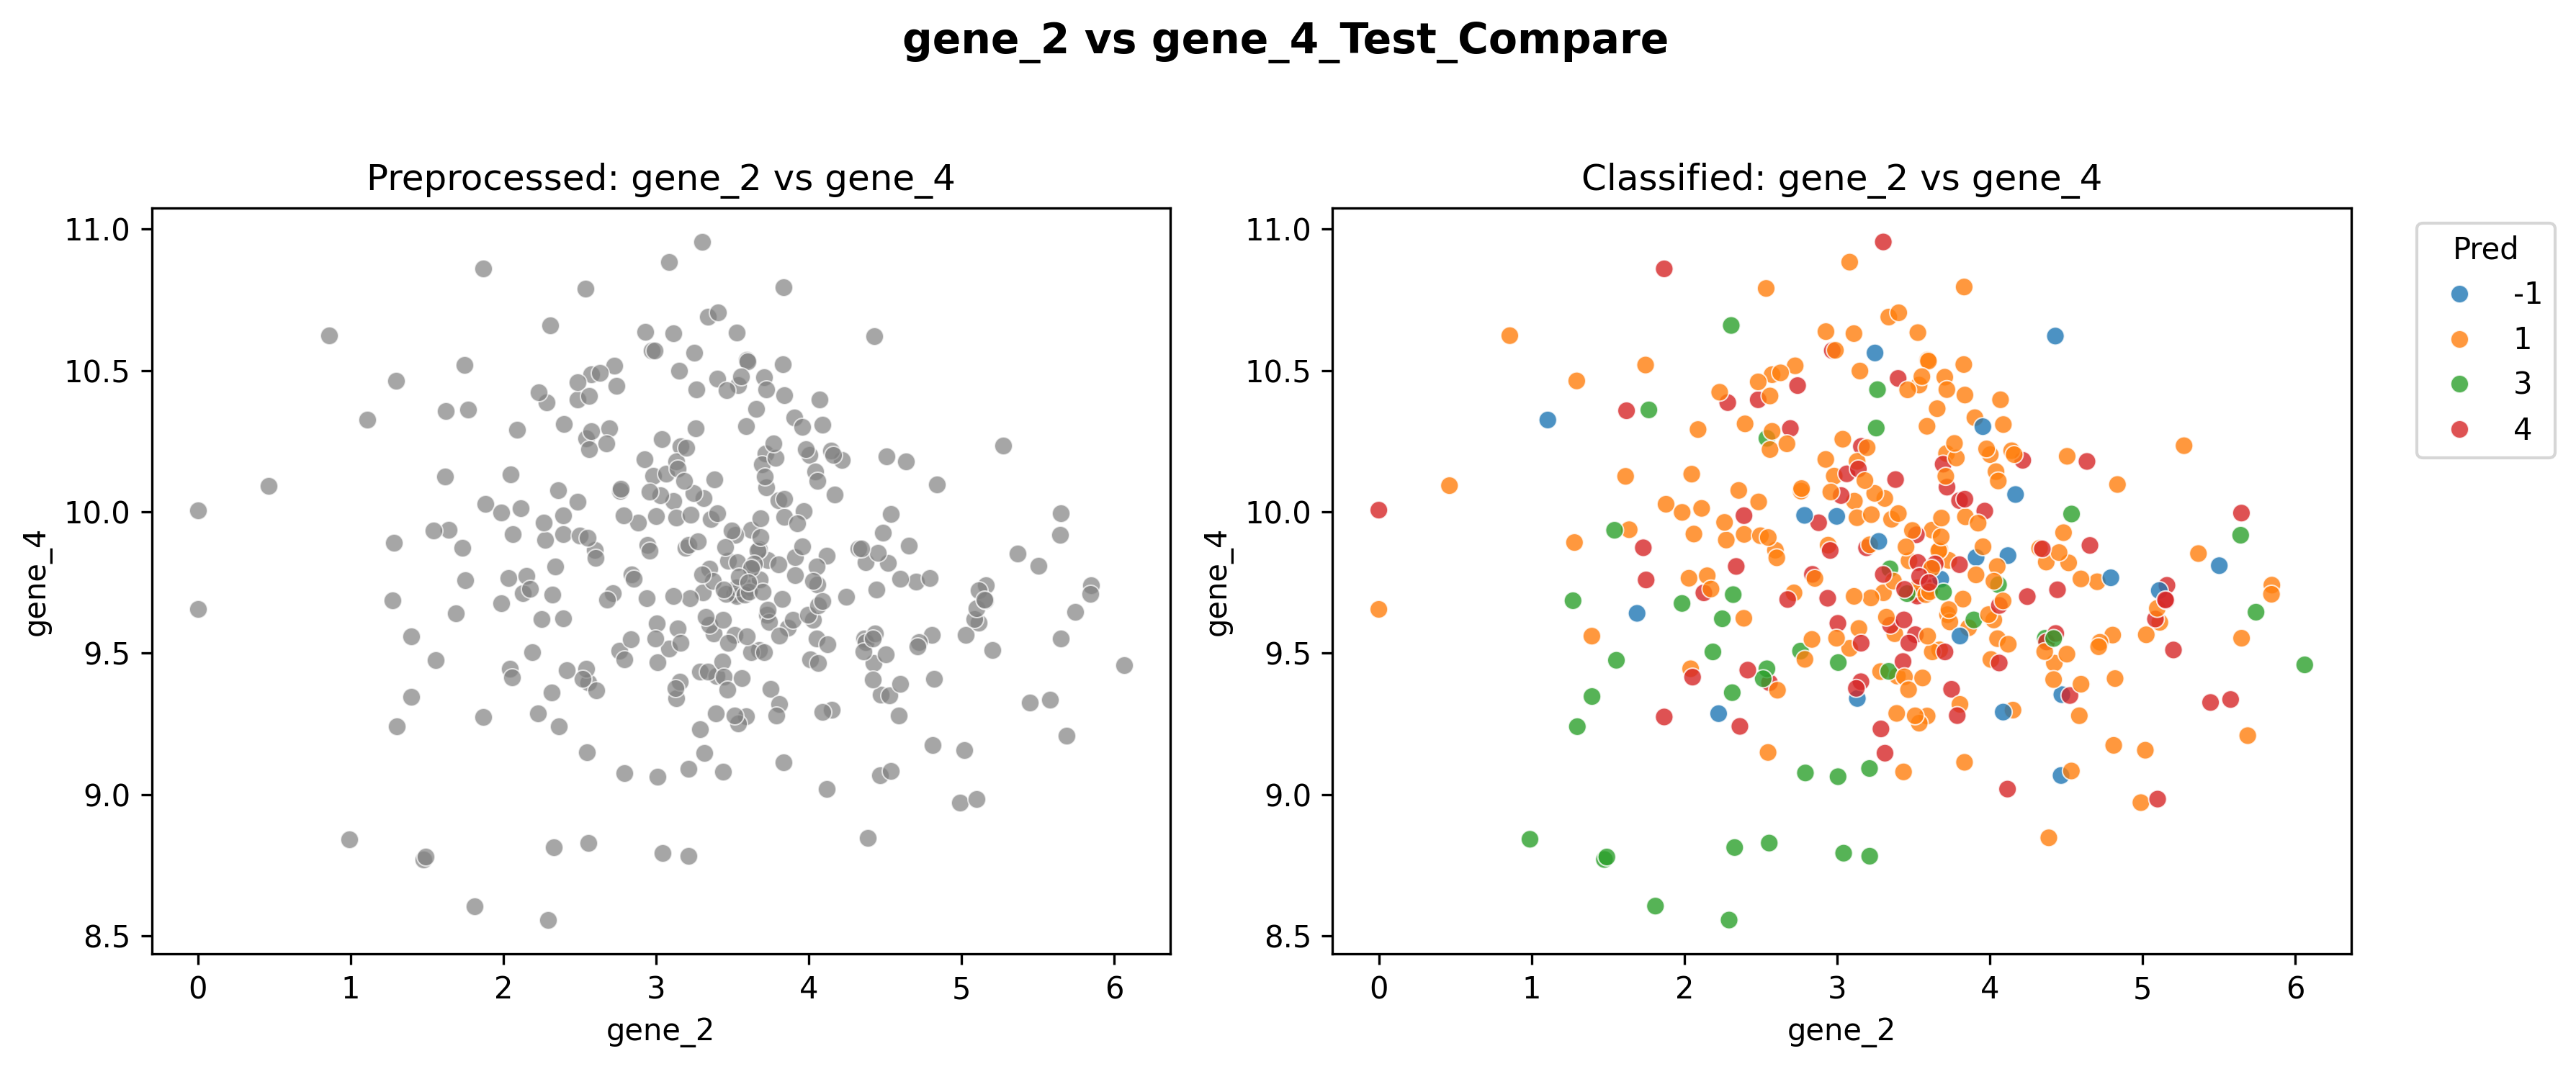 gene_2 vs gene_4_Test_Compare
Preprocessed: gene_2 vs gene_4
11.0
10.5
10.0
9.5
9.0
8.5
gene_4
0 1 2 3 4 5 6
gene_2
Classified: gene_2 vs gene_4
11.0
10.5
10.0
9.5
9.0
8.5
gene_4
0 1 2 3 4 5 6
gene_2
Pred
-1
1
3
4